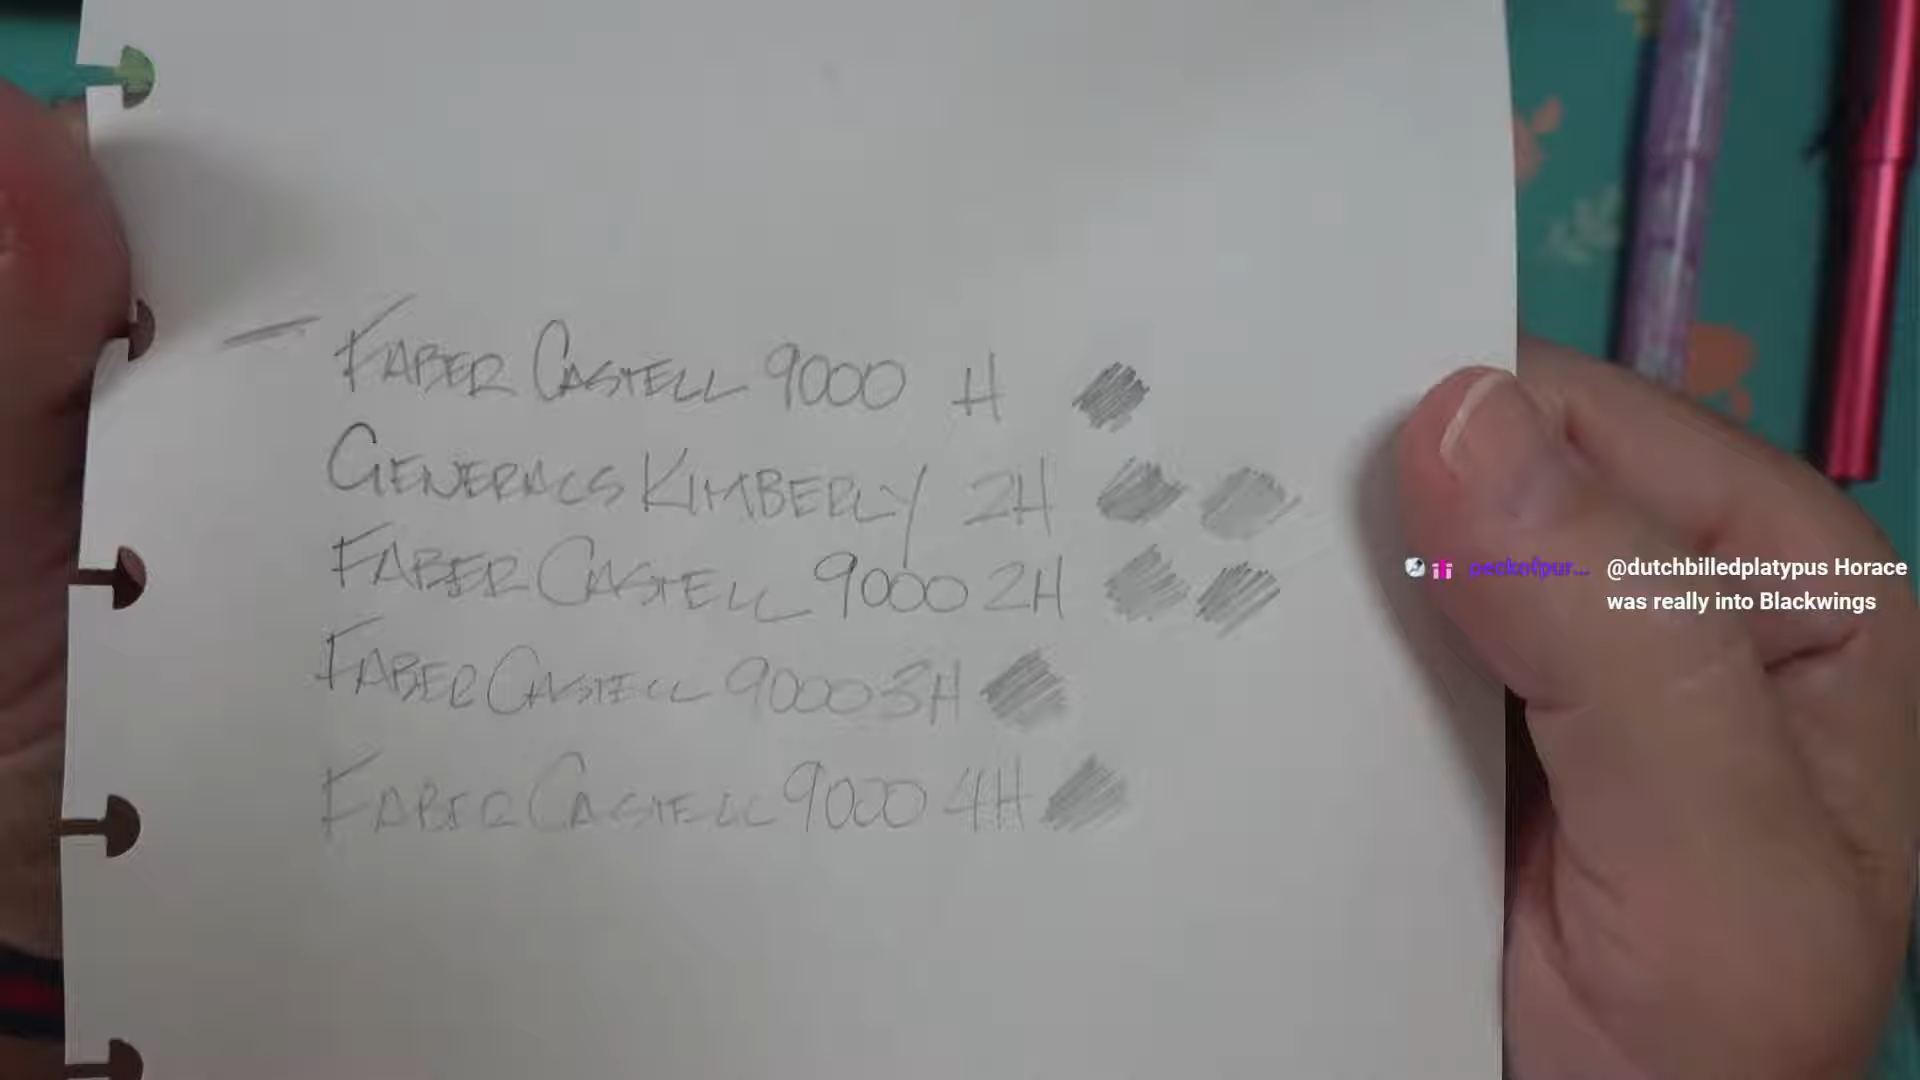 FABER CASTELL 9000 H
GENERALS KIMBERLY 2H
FABER CASTELL 9000 2H
FABER CASTELL 9000 3H
FABER CASTELL 9000 4H
peckofpur... @dutchbilledplatypus Horace
was really into Blackwings